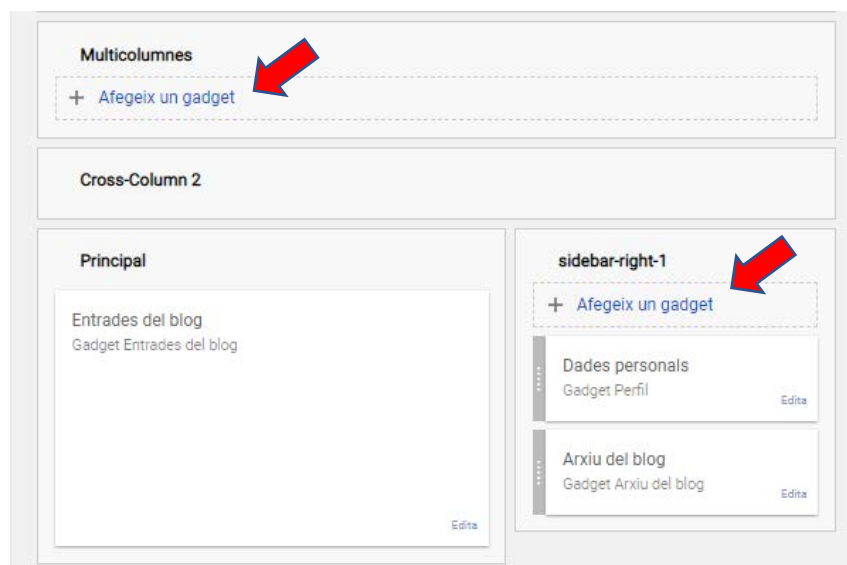 Multicolumnes
+ Afegeix un gadget
Cross-Column 2
Principal
Entrades del blog
Gadget Entrades del blog
Edita
sidebar-right-1
+ Afegeix un gadget
Dades personals
Gadget Perfil
Edita
Arxiu del blog
Gadget Arxiu del blog
Edita